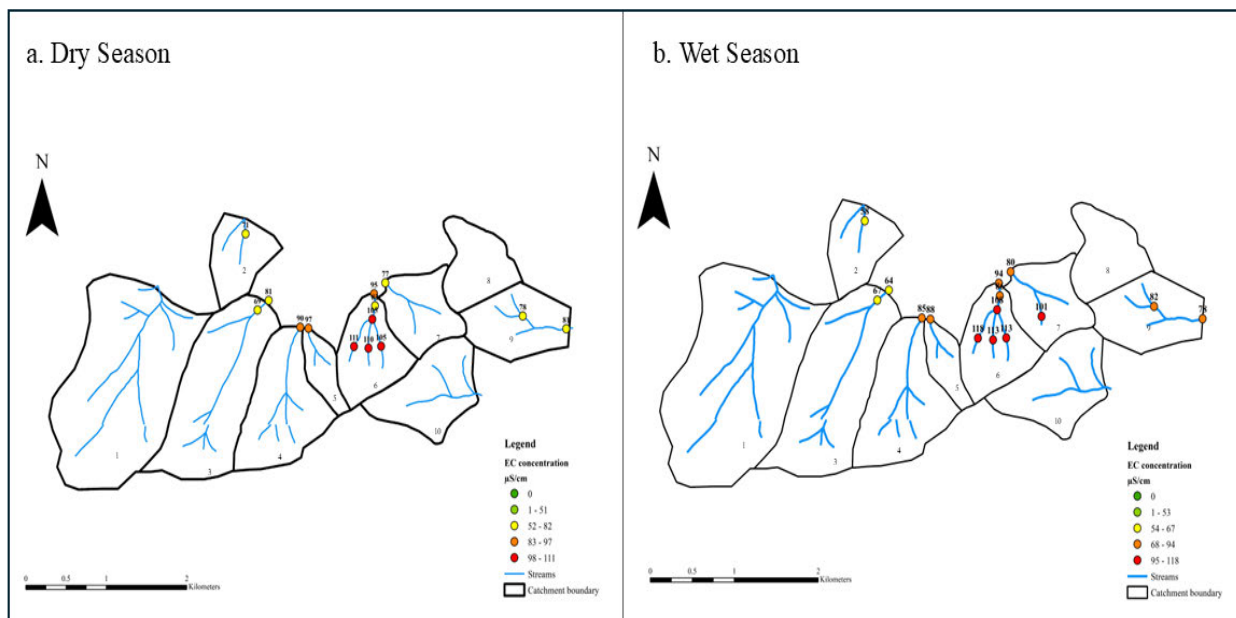 a. Dry Season
N
2
81
69
77
95
90
97
111
110
105
78
81
8
9
7
6
5
10
1
3
4
Legend
EC concentration
µS/cm
0
1 - 51
52 - 82
83 - 97
98 - 111
Streams
Catchment boundary
0 0.5 1 2
Kilometers
b. Wet Season
N
2
64
67
80
94
85
88
101
118
113
113
82
78
8
9
7
6
5
10
1
3
4
Legend
EC concentration
µS/cm
0
1 - 53
54 - 67
68 - 94
95 - 118
Streams
Catchment boundary
0 0.5 1 2
Kilometers